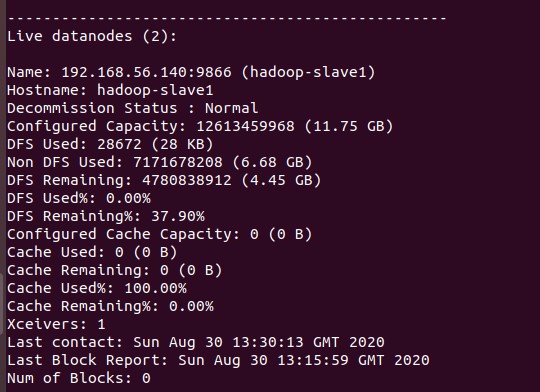 -------------------------------------------------
Live datanodes (2):
Name: 192.168.56.140:9866 (hadoop-slave1)
Hostname: hadoop-slave1
Decommission Status : Normal
Configured Capacity: 12613459968 (11.75 GB)
DFS Used: 28672 (28 KB)
Non DFS Used: 7171678208 (6.68 GB)
DFS Remaining: 4780838912 (4.45 GB)
DFS Used%: 0.00%
DFS Remaining%: 37.90%
Configured Cache Capacity: 0 (0 B)
Cache Used: 0 (0 B)
Cache Remaining: 0 (0 B)
Cache Used%: 100.00%
Cache Remaining%: 0.00%
Xceivers: 1
Last contact: Sun Aug 30 13:30:13 GMT 2020
Last Block Report: Sun Aug 30 13:15:59 GMT 2020
Num of Blocks: 0